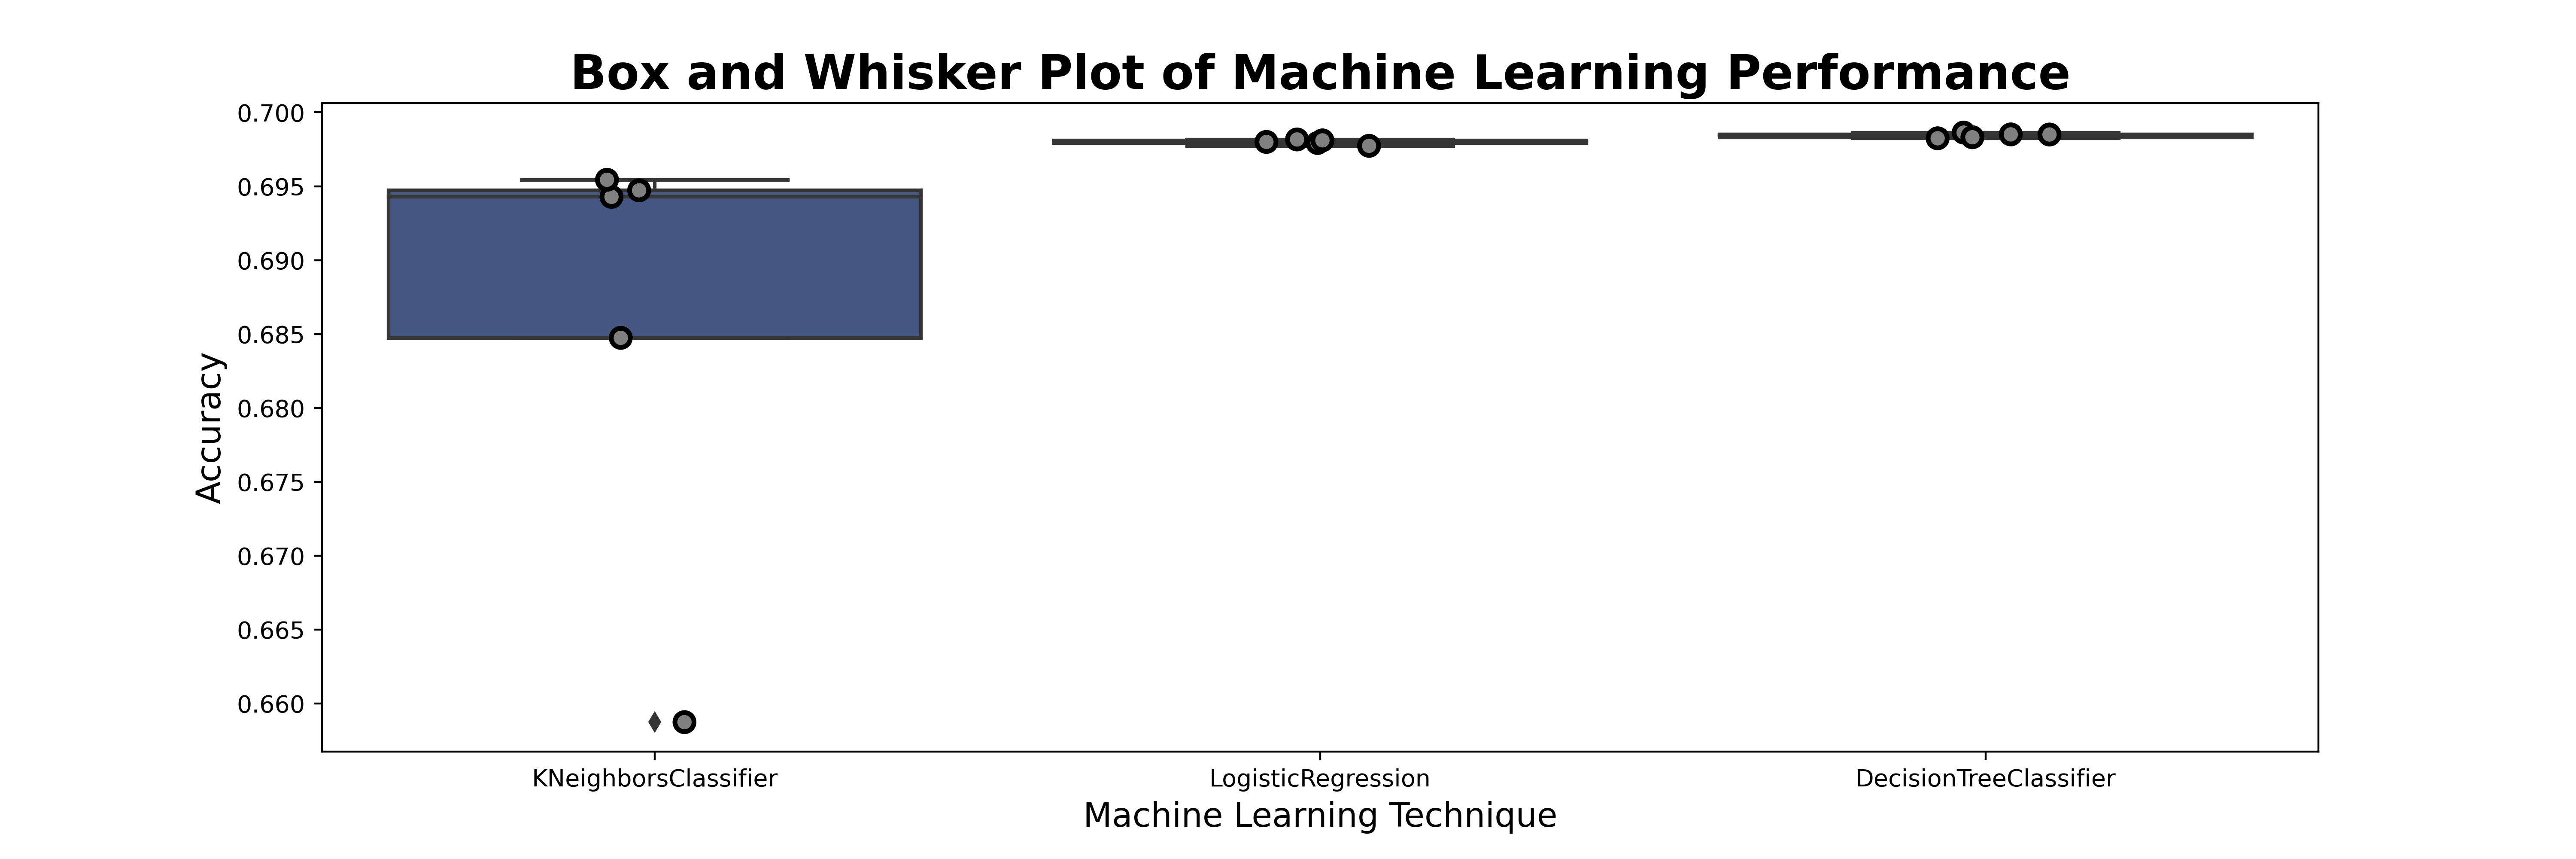 Box and Whisker Plot of Machine Learning Performance
0.700
0.695
0.690
0.685
0.680
0.675
0.670
0.665
0.660
Accuracy
KNeighborsClassifier
LogisticRegression
DecisionTreeClassifier
Machine Learning Technique